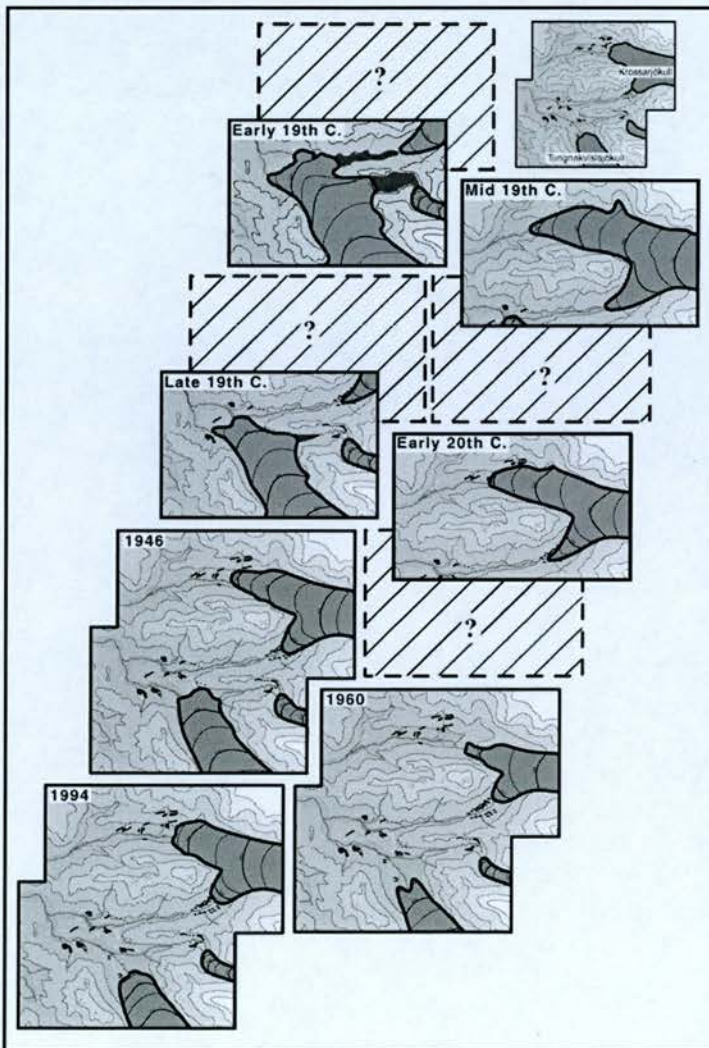 ?
Early 19th C.
Krossárjökull
Tungnakvíslarjökull
Mid 19th C.
?
?
Late 19th C.
Early 20th C.
1946
?
1960
1994